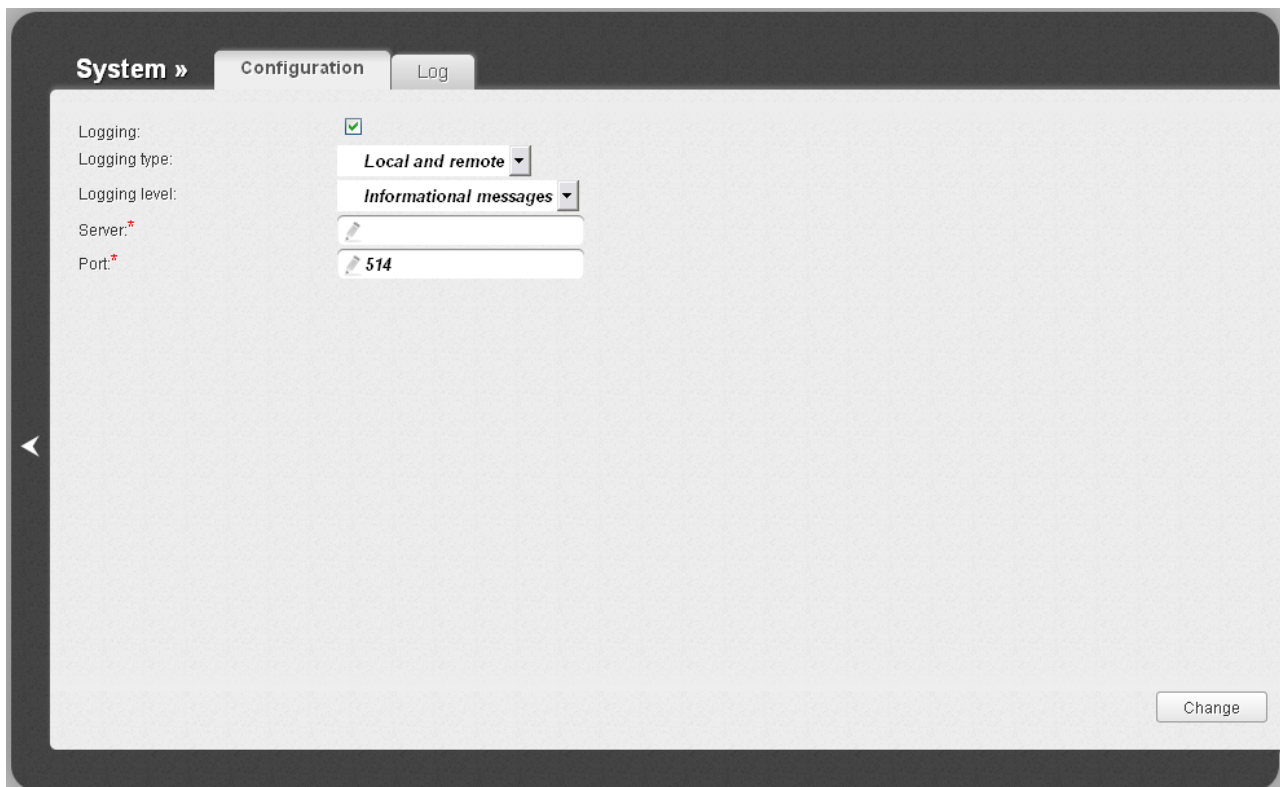 System »
Configuration
Log
Logging:
Logging type: Local and remote
Logging level: Informational messages
Server:*
Port:* 514
Change